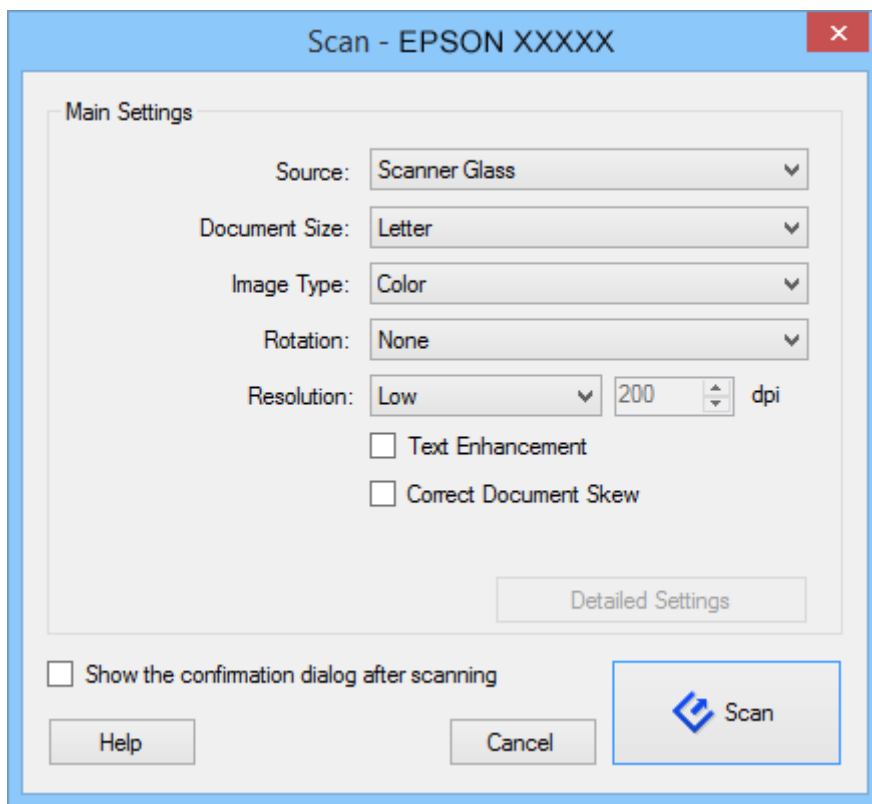 Scan - EPSON XXXXX
Main Settings
Source: Scanner Glass
Document Size: Letter
Image Type: Color
Rotation: None
Resolution: Low 200 dpi
Text Enhancement
Correct Document Skew
Detailed Settings
Show the confirmation dialog after scanning
Scan
Help Cancel